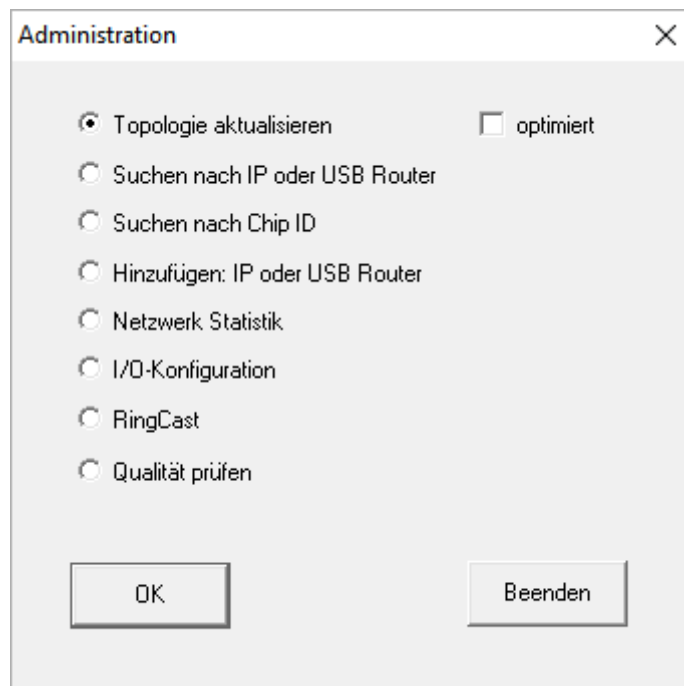 Administration
Topologie aktualisieren optimiert
Suchen nach IP oder USB Router
Suchen nach Chip ID
Hinzufügen: IP oder USB Router
Netzwerk Statistik
I/O-Konfiguration
RingCast
Qualität prüfen
OK Beenden